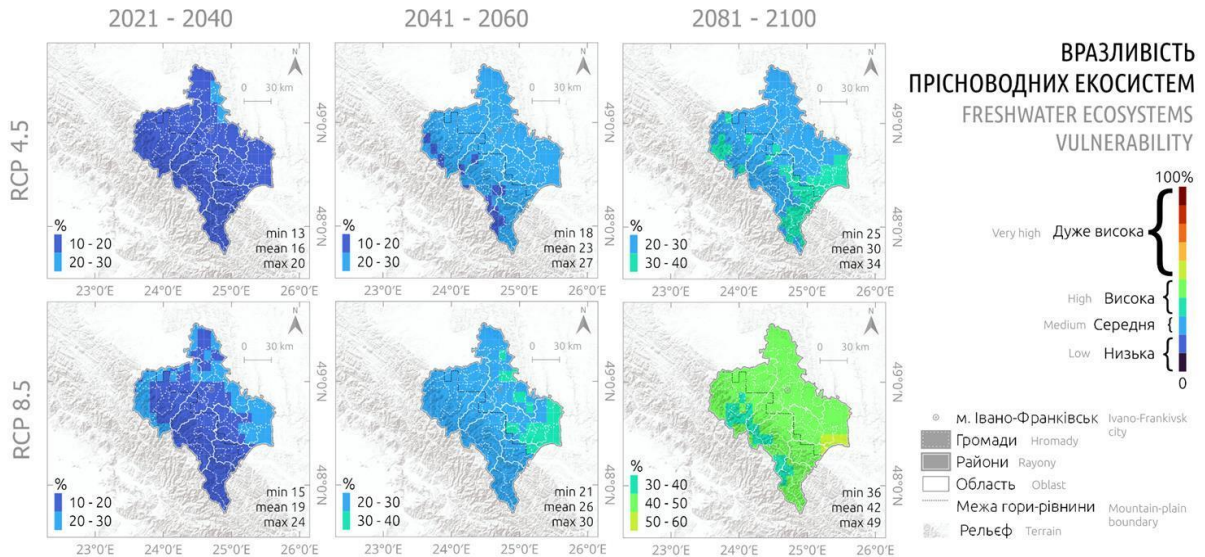 2021 - 2040
2041 - 2060
2081 - 2100
RCP 4.5
N
0 30 km
49°0'N
48°0'N
%
10 - 20
20 - 30
min 13
mean 16
max 20
23°0'E 24°0'E 25°0'E 26°0'E
N
0 30 km
49°0'N
48°0'N
%
10 - 20
20 - 30
min 18
mean 23
max 27
23°0'E 24°0'E 25°0'E 26°0'E
N
0 30 km
49°0'N
48°0'N
%
20 - 30
30 - 40
min 25
mean 30
max 34
23°0'E 24°0'E 25°0'E 26°0'E
RCP 8.5
N
0 30 km
49°0'N
48°0'N
%
10 - 20
20 - 30
min 15
mean 19
max 24
23°0'E 24°0'E 25°0'E 26°0'E
N
0 30 km
49°0'N
48°0'N
%
20 - 30
30 - 40
min 21
mean 26
max 30
23°0'E 24°0'E 25°0'E 26°0'E
N
0 30 km
49°0'N
48°0'N
%
30 - 40
40 - 50
50 - 60
min 36
mean 42
max 49
23°0'E 24°0'E 25°0'E 26°0'E
ВРАЗЛИВІСТЬ
ПРІСНОВОДНИХ ЕКОСИСТЕМ
FRESHWATER ECOSYSTEMS
VULNERABILITY
100%
Very high Дуже висока
High Висока
Medium Середня
Low Низька
0
м. Івано-Франківськ Ivano-Frankivsk city
Громади Hromady
Райони Rayony
Область Oblast
Межа гори-рівнини Mountain-plain boundary
Рельєф Terrain